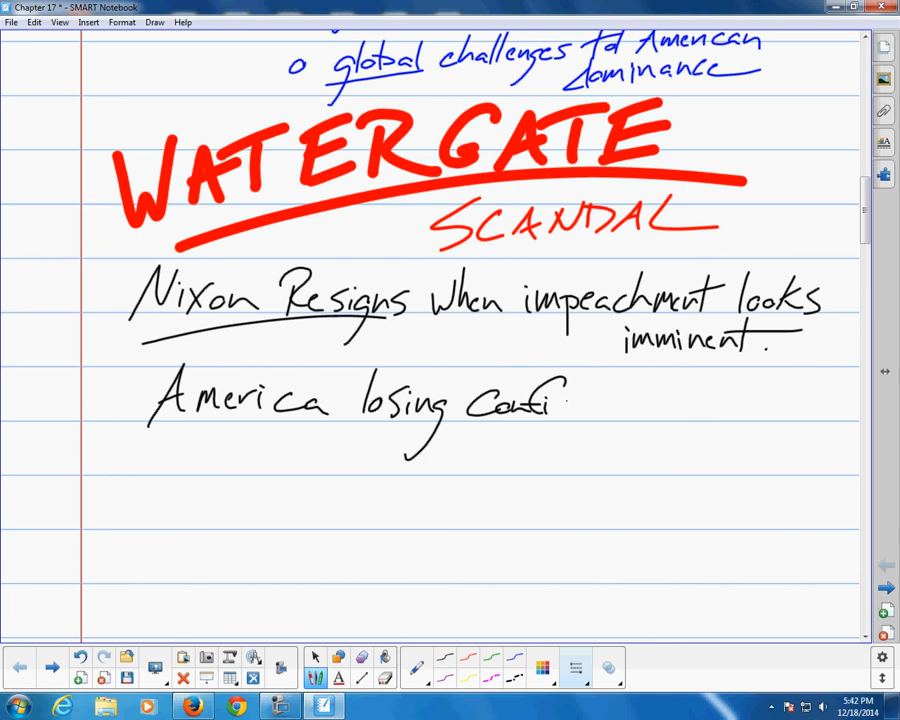 Chapter 17 * - SMART Notebook
File Edit View Insert Format Draw Help
o global challenges to American
dominance
WATERGATE
SCANDAL
Nixon Resigns when impeachment looks
imminent.
America losing confi
5:42 PM
12/18/2014